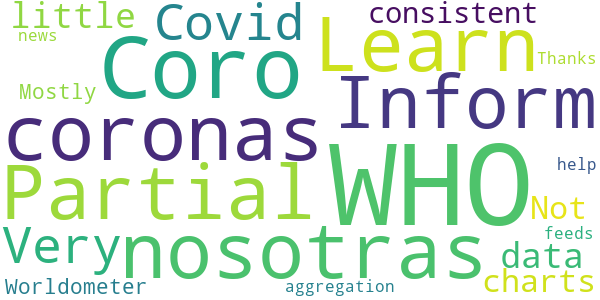 little
Covid
consistent
news
Coro
Learn
Thanks
Mostly
Inform
coronas
WHO
help
Partial
Not
Very
nosotras
feeds
data
Worldometer
aggregation
charts